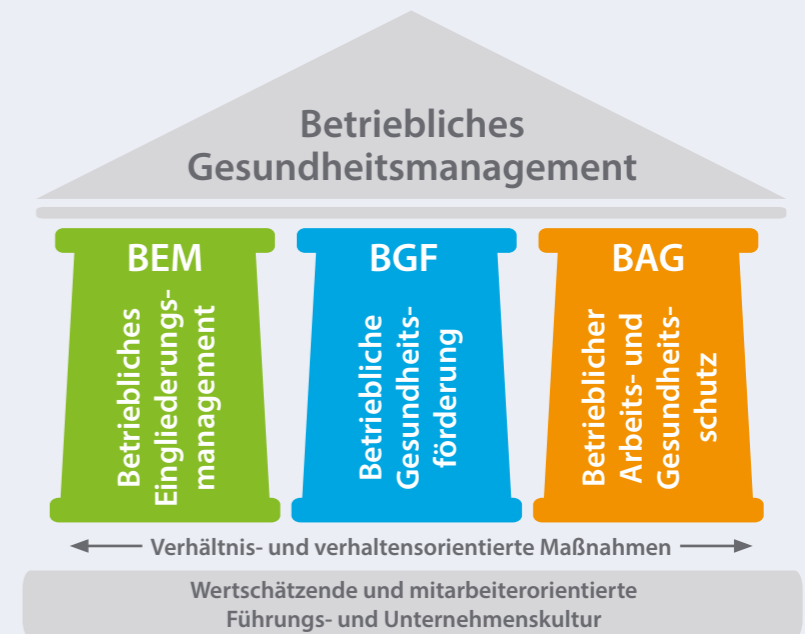 Betriebliches
Gesundheitsmanagement
BEM
Betriebliches
Eingliederungs-
management
BGF
Betriebliche
Gesundheits-
förderung
BAG
Betrieblicher
Arbeits- und
Gesundheits-
schutz
Verhältnis- und verhaltensorientierte Maßnahmen
Wertschätzende und mitarbeiterorientierte
Führungs- und Unternehmenskultur